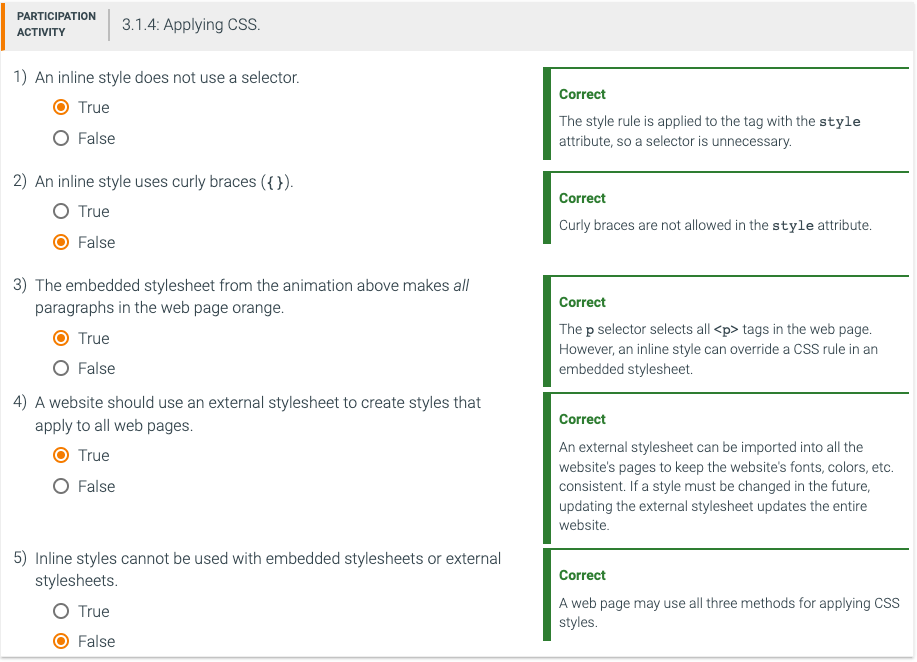 PARTICIPATION
ACTIVITY
3.1.4: Applying CSS.
1) An inline style does not use a selector.
True
False
Correct
The style rule is applied to the tag with the style
attribute, so a selector is unnecessary.
2) An inline style uses curly braces ({}).
True
False
Correct
Curly braces are not allowed in the style attribute.
3) The embedded stylesheet from the animation above makes all
paragraphs in the web page orange.
True
False
Correct
The p selector selects all <p> tags in the web page.
However, an inline style can override a CSS rule in an
embedded stylesheet.
4) A website should use an external stylesheet to create styles that
apply to all web pages.
True
False
Correct
An external stylesheet can be imported into all the
website's pages to keep the website's fonts, colors, etc.
consistent. If a style must be changed in the future,
updating the external stylesheet updates the entire
website.
5) Inline styles cannot be used with embedded stylesheets or external
stylesheets.
True
False
Correct
A web page may use all three methods for applying CSS
styles.